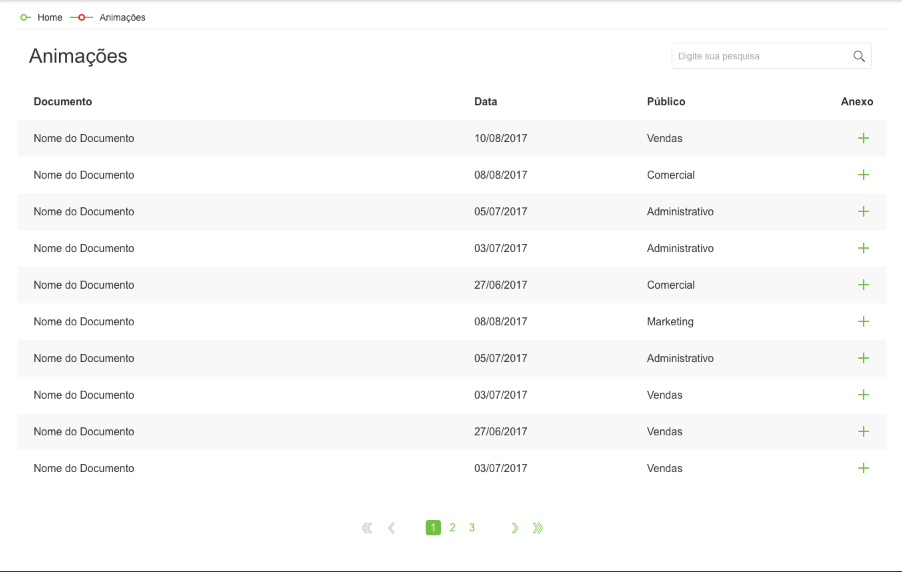 Home Animações
Animações
Digite sua pesquisa
Documento Data Público Anexo
Nome do Documento 10/08/2017 Vendas
Nome do Documento 08/08/2017 Comercial
Nome do Documento 05/07/2017 Administrativo
Nome do Documento 03/07/2017 Administrativo
Nome do Documento 27/06/2017 Comercial
Nome do Documento 08/08/2017 Marketing
Nome do Documento 05/07/2017 Administrativo
Nome do Documento 03/07/2017 Vendas
Nome do Documento 27/06/2017 Vendas
Nome do Documento 03/07/2017 Vendas
1 2 3